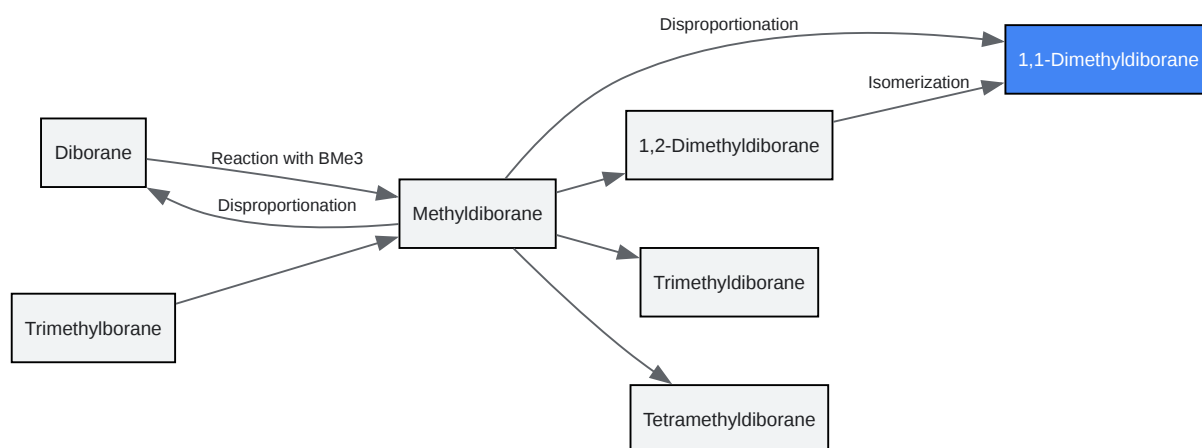 Disproportionation
1,1-Dimethyldiborane
Isomerization
1,2-Dimethyldiborane
Diborane
Reaction with BMe3
Disproportionation
Methyldiborane
Trimethyldiborane
Trimethylborane
Tetramethyldiborane